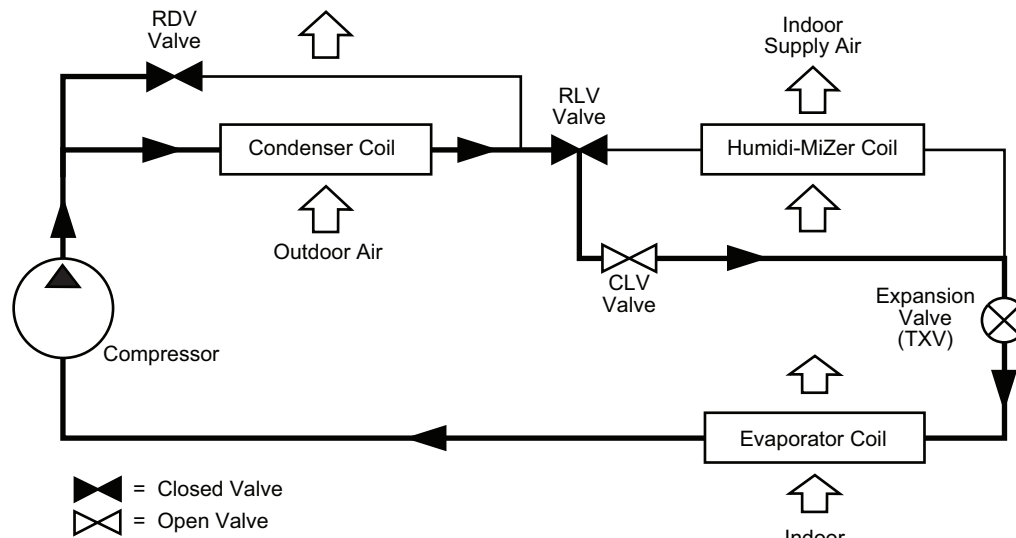 RDV
Valve
Indoor
Supply Air
RLV
Valve
Condenser Coil
Humidi-MiZer Coil
Outdoor Air
CLV
Valve
Expansion
Valve
(TXV)
Compressor
Evaporator Coil
= Closed Valve
= Open Valve
Indoor